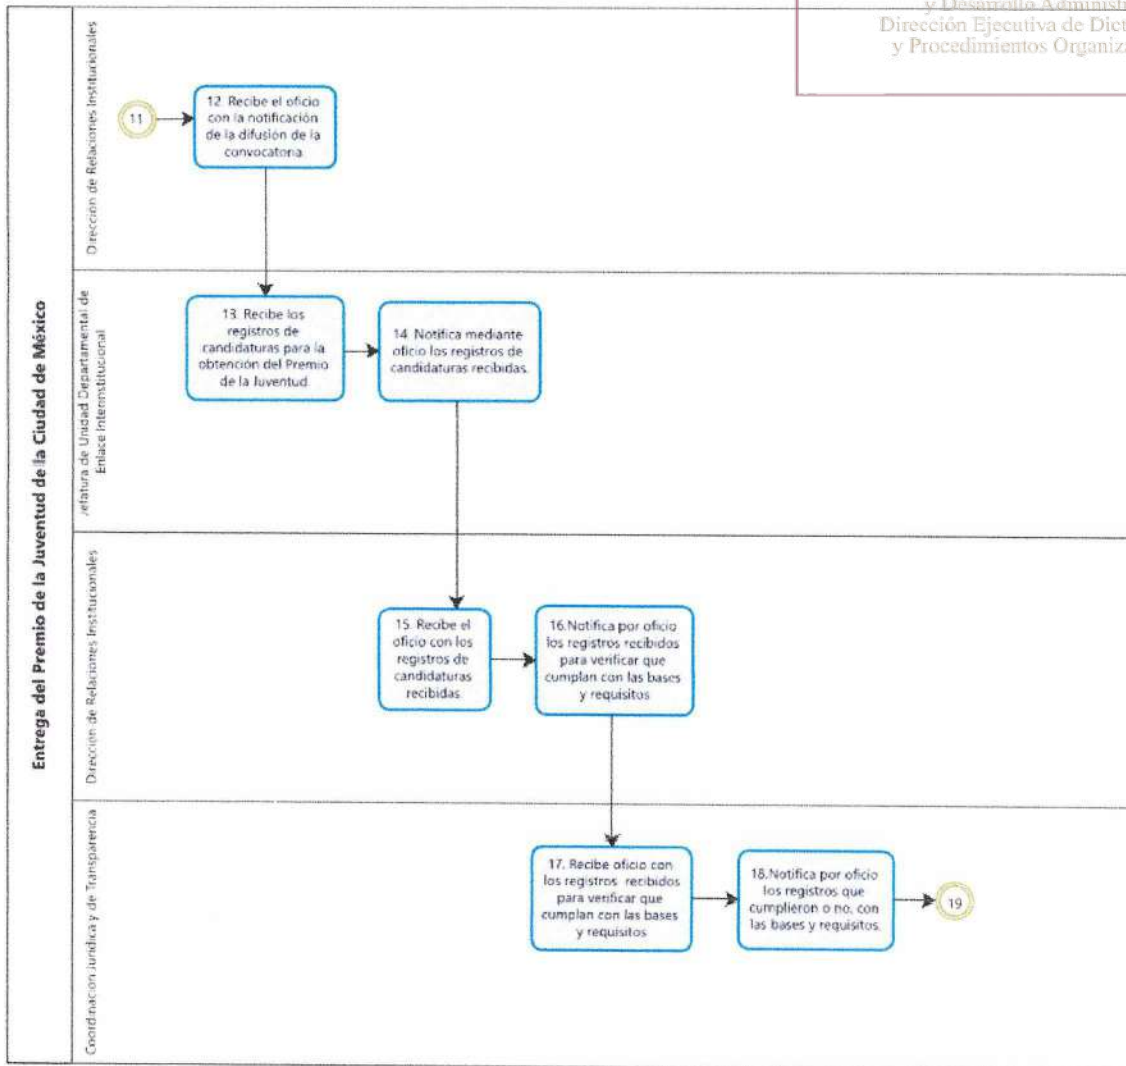 y Desarrollo Administ
Dirección Ejecutiva de Dict
y Procedimientos Organiz
Entrega del Premio de la Juventud de la Ciudad de México
Dirección de Relaciones Institucionales
11
12. Recibe el oficio
con la notificación
de la difusión de la
convocatoria.
Jefatura de Unidad Departamental de
Enlace Interinstitucional
13. Recibe los
registros de
candidaturas para la
obtención del Premio
de la Juventud.
14. Notifica mediante
oficio los registros de
candidaturas recibidas.
Dirección de Relaciones Institucionales
15. Recibe el
oficio con los
registros de
candidaturas
recibidas.
16.Notifica por oficio
los registros recibidos
para verificar que
cumplan con las bases
y requisitos
Coordinación Jurídica y de Transparencia
17. Recibe oficio con
los registros recibidos
para verificar que
cumplan con las bases
y requisitos
18.Notifica por oficio
los registros que
cumplieron o no, con
las bases y requisitos.
19